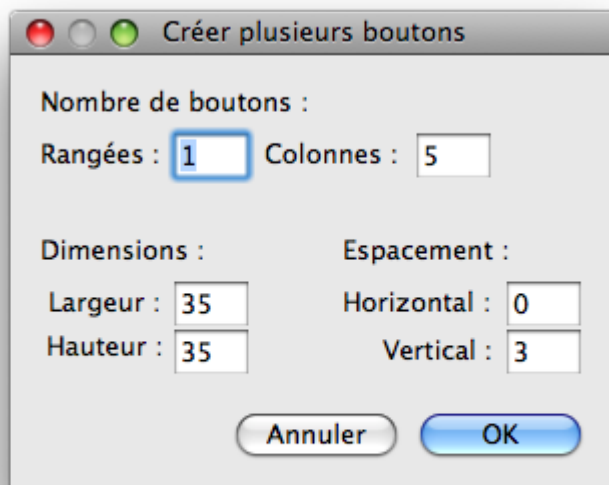 Créer plusieurs boutons
Nombre de boutons :
Rangées : 1 Colonnes : 5
Dimensions : Espacement :
Largeur : 35 Horizontal : 0
Hauteur : 35 Vertical : 3
Annuler OK